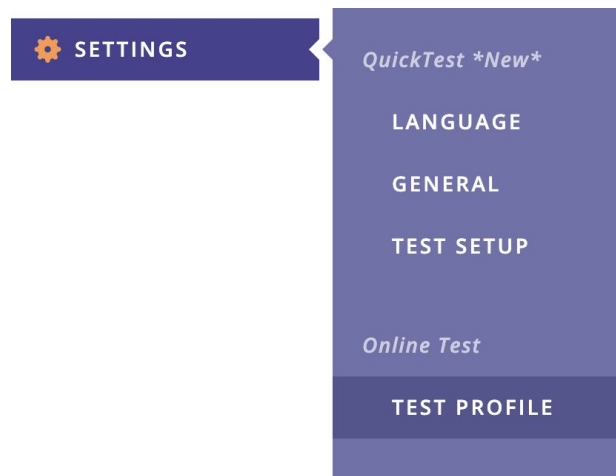 SETTINGS
QuickTest *New*
LANGUAGE
GENERAL
TEST SETUP
Online Test
TEST PROFILE